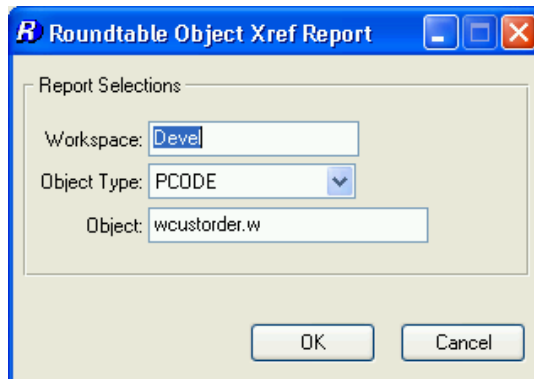 Roundtable Object Xref Report
Report Selections
Workspace: Devel
Object Type: PCODE
Object: wcustorder.w
OK Cancel